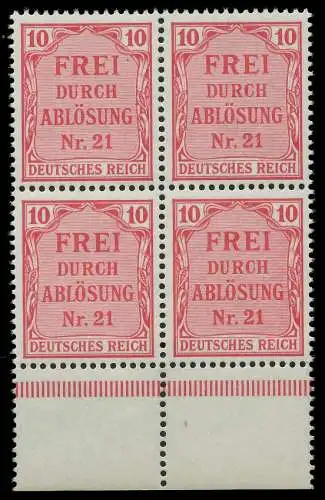 10 10
FREI
DURCH
ABLÖSUNG
Nr. 21
DEUTSCHES REICH
10 10
FREI
DURCH
ABLÖSUNG
Nr. 21
DEUTSCHES REICH
10 10
FREI
DURCH
ABLÖSUNG
Nr. 21
DEUTSCHES REICH
10 10
FREI
DURCH
ABLÖSUNG
Nr. 21
DEUTSCHES REICH